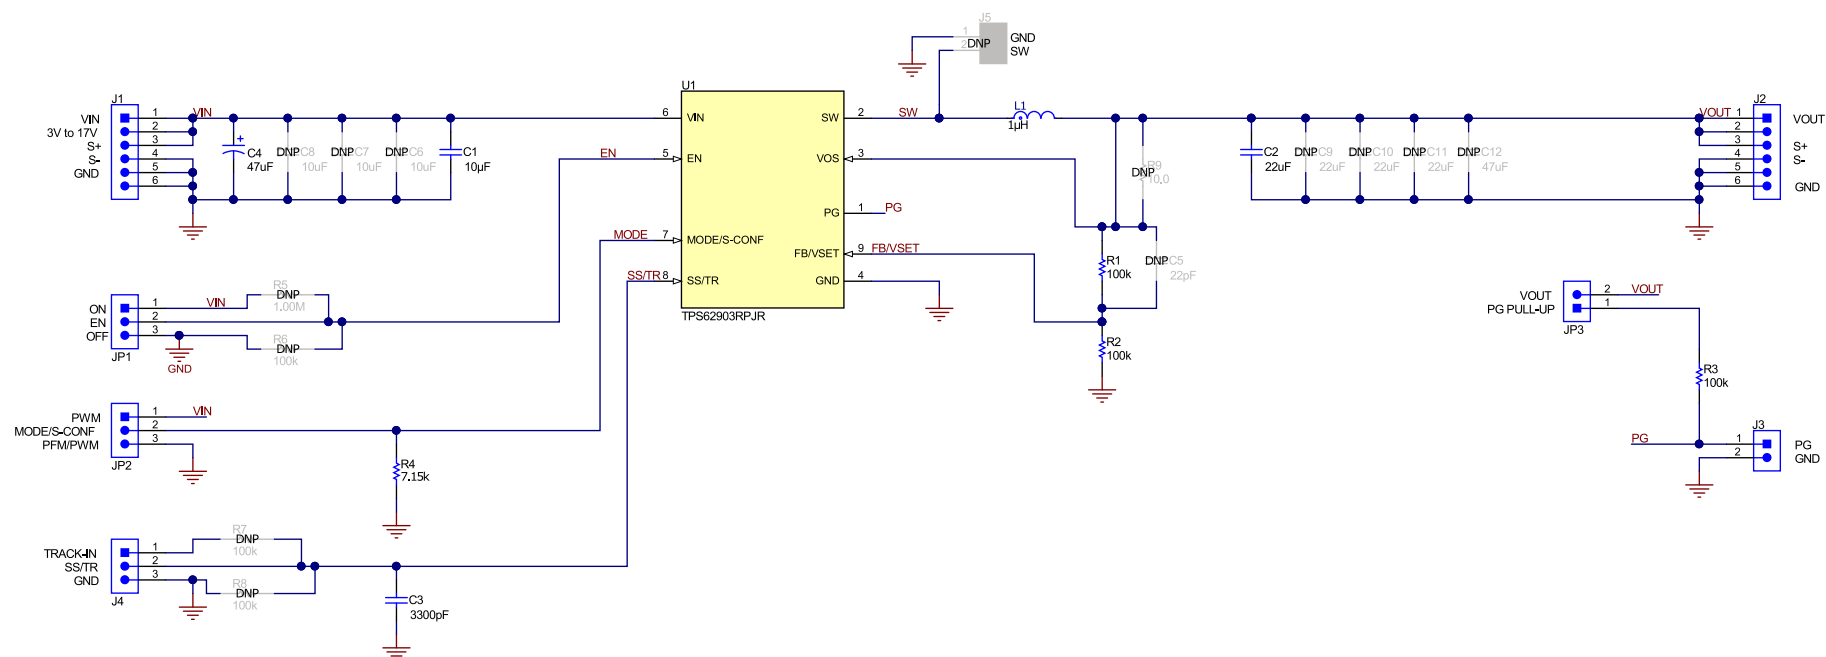 J5
1 GND
2 DNP SW
U1
J1
VIN 1 VIN
3V to 17V 2
S+ 3
S- 4
GND 5
6
C4
47uF
DNP C8
10uF
DNP C7
10uF
DNP C6
10uF
C1
10µF
6 VIN
EN 5 EN
MODE 7 MODE/S-CONF
SS/TR 8 SS/TR
SW 2 SW
VOS 3
PG 1 PG
FB/VSET 9 FB/VSET
GND 4
TPS62903RPJR
L1
1µH
R9
DNP
10.0
R1
100k
DNP C5
22pF
R2
100k
C2
22uF
DNP C9
22uF
DNP C10
22uF
DNP C11
22uF
DNP C12
47uF
J2
VOUT 1 VOUT
2
3 S+
4 S-
5
6 GND
ON 1 VIN
EN 2
OFF 3
JP1
GND
R5
DNP
1.00M
R6
DNP
100k
VOUT 2 VOUT
PG PULL-UP 1
JP3
R3
100k
PWM 1 VIN
MODE/S-CONF 2
PFM/PWM 3
JP2
R4
7.15k
J3
PG 1 PG
2 GND
TRACK-IN 1
SS/TR 2
GND 3
J4
R7
DNP
100k
R8
DNP
100k
C3
3300pF